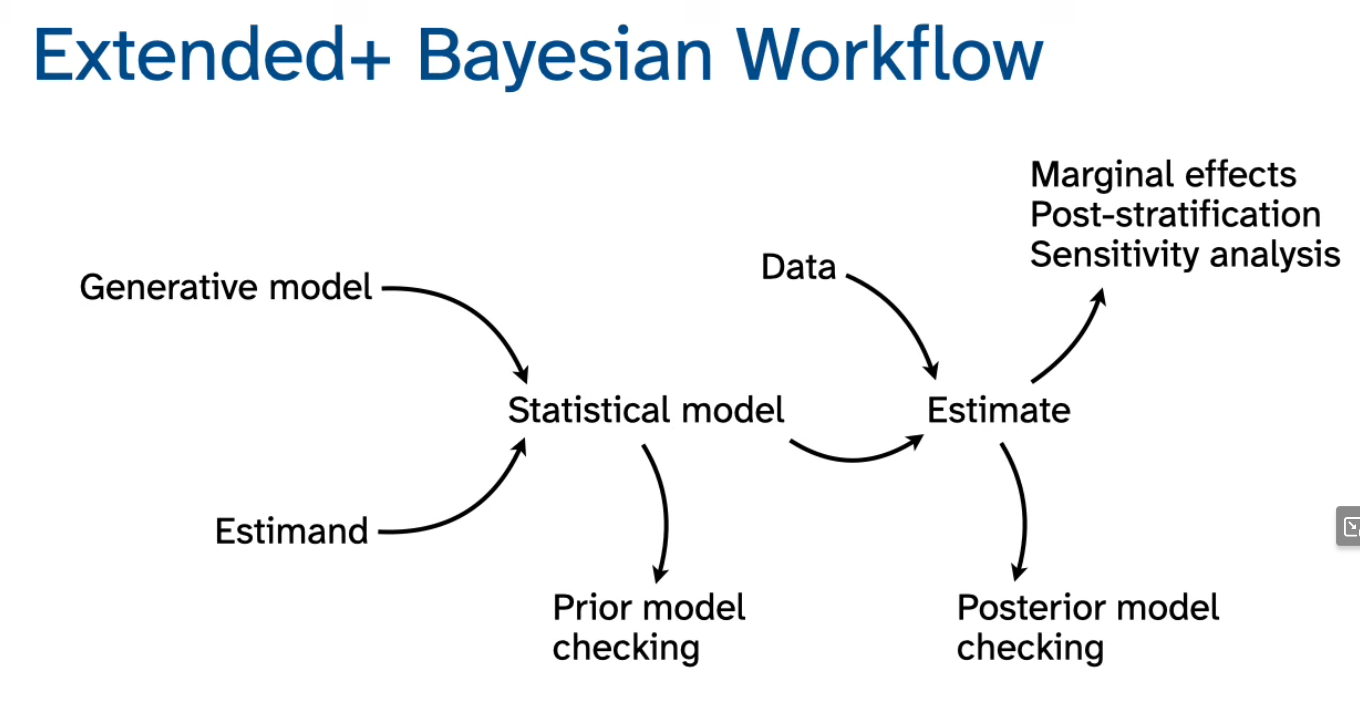 Extended+ Bayesian Workflow
Marginal effects
Post-stratification
Sensitivity analysis
Data
Generative model
Statistical model
Estimate
Estimand
Prior model
checking
Posterior model
checking